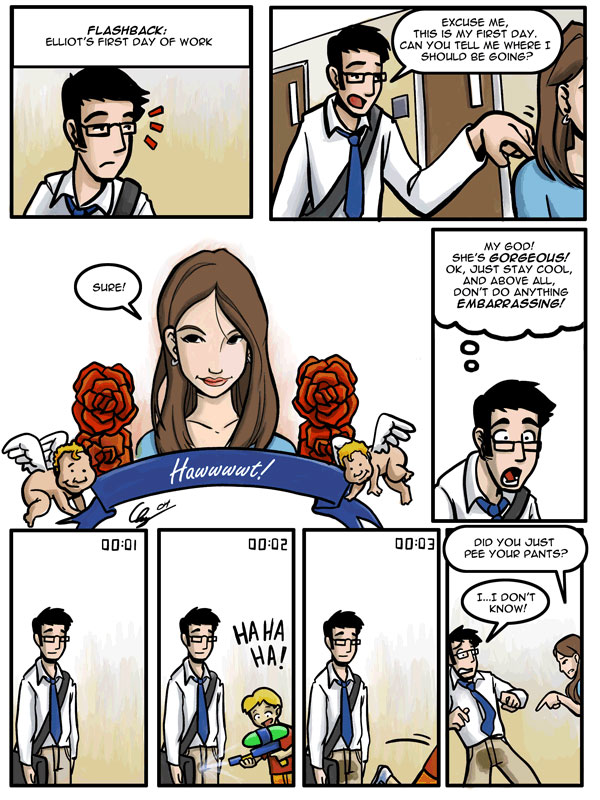 FLASHBACK:
ELLIOT'S FIRST DAY OF WORK
EXCUSE ME,
THIS IS MY FIRST DAY.
CAN YOU TELL ME WHERE I
SHOULD BE GOING?
SURE!
Hawwwwt!
MY GOD!
SHE'S GORGEOUS!
OK, JUST STAY COOL,
AND ABOVE ALL,
DON'T DO ANYTHING
EMBARRASSING!
00:01
00:02
HA HA
HA!
00:03
DID YOU JUST
PEE YOUR PANTS?
I...I DON'T
KNOW!